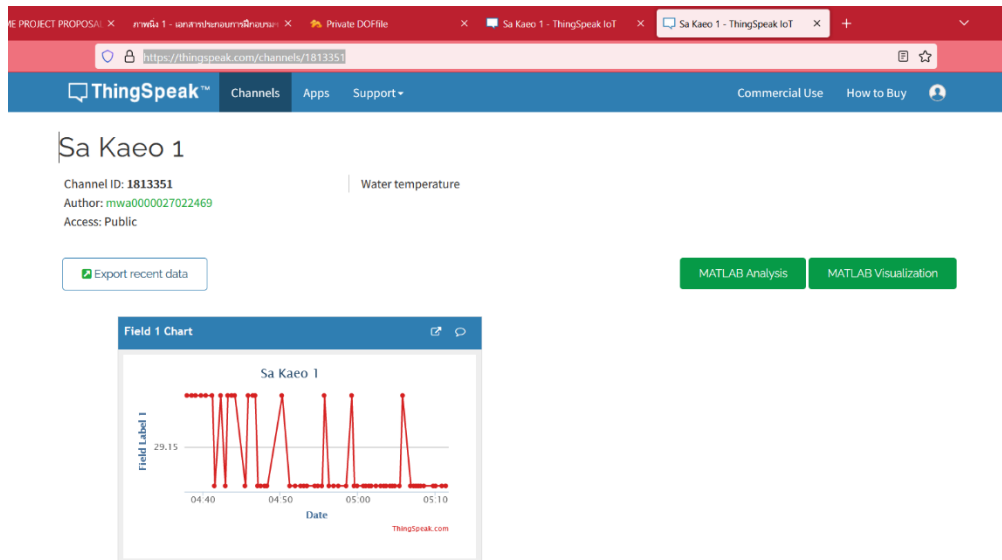 ME PROJECT PROPOSAL
ภาพนิ่ง 1 - เอกสารประกอบการฝึกอบรม
Private DOFfile
Sa Kaeo 1 - ThingSpeak IoT
Sa Kaeo 1 - ThingSpeak IoT
https://thingspeak.com/channels/1813351
ThingSpeak™
Channels
Apps
Support
Commercial Use
How to Buy
Sa Kaeo 1
Channel ID: 1813351
Water temperature
Author: mwa0000027022469
Access: Public
Export recent data
MATLAB Analysis
MATLAB Visualization
Field 1 Chart
Sa Kaeo 1
Field Label 1
29.15
04:40
04:50
05:00
05:10
Date
ThingSpeak.com